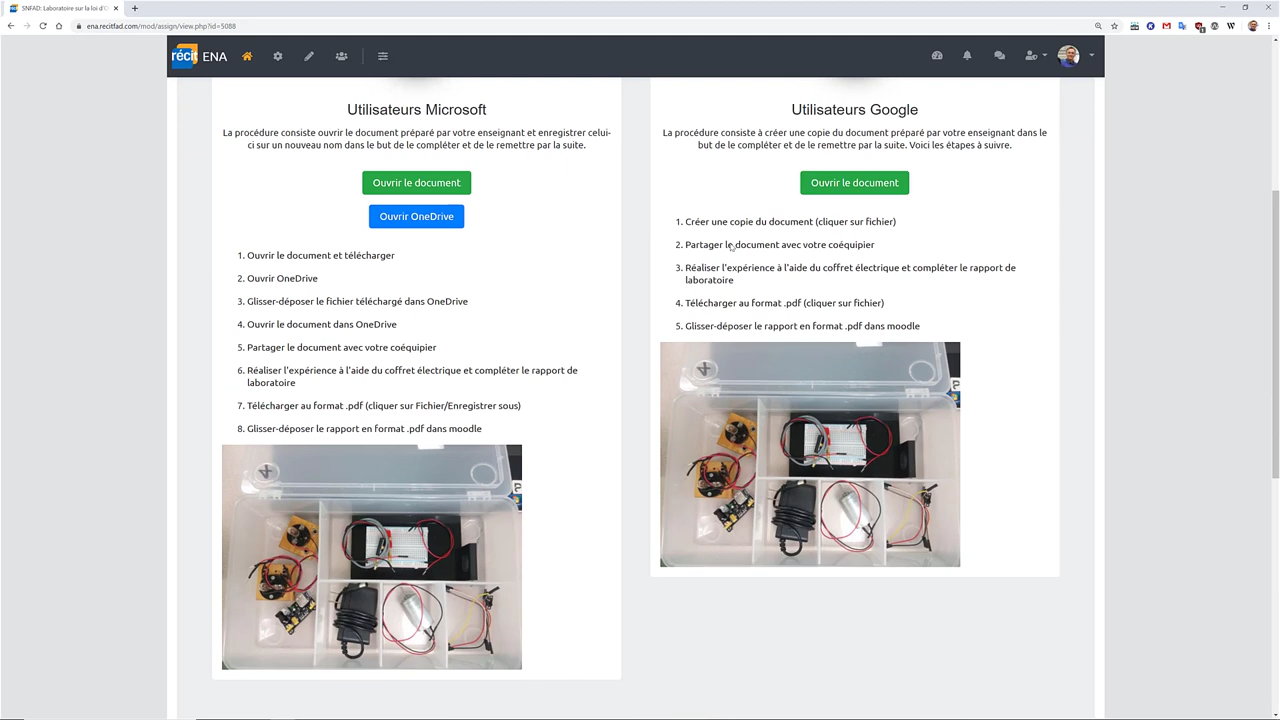 SNFAD: Laboratoire sur la loi d'O
ena.recitfad.com/mod/assign/view.php?id=5088
récit ENA
Utilisateurs Microsoft
La procédure consiste ouvrir le document préparé par votre enseignant et enregistrer celui-
ci sur un nouveau nom dans le but de le compléter et de le remettre par la suite.
Ouvrir le document
Ouvrir OneDrive
1. Ouvrir le document et télécharger
2. Ouvrir OneDrive
3. Glisser-déposer le fichier téléchargé dans OneDrive
4. Ouvrir le document dans OneDrive
5. Partager le document avec votre coéquipier
6. Réaliser l'expérience à l'aide du coffret électrique et compléter le rapport de
laboratoire
7. Télécharger au format .pdf (cliquer sur Fichier/Enregistrer sous)
8. Glisser-déposer le rapport en format .pdf dans moodle
4
Utilisateurs Google
La procédure consiste à créer une copie du document préparé par votre enseignant dans le
but de le compléter et de le remettre par la suite. Voici les étapes à suivre.
Ouvrir le document
1. Créer une copie du document (cliquer sur fichier)
2. Partager le document avec votre coéquipier
3. Réaliser l'expérience à l'aide du coffret électrique et compléter le rapport de
laboratoire
4. Télécharger au format .pdf (cliquer sur fichier)
5. Glisser-déposer le rapport en format .pdf dans moodle
4